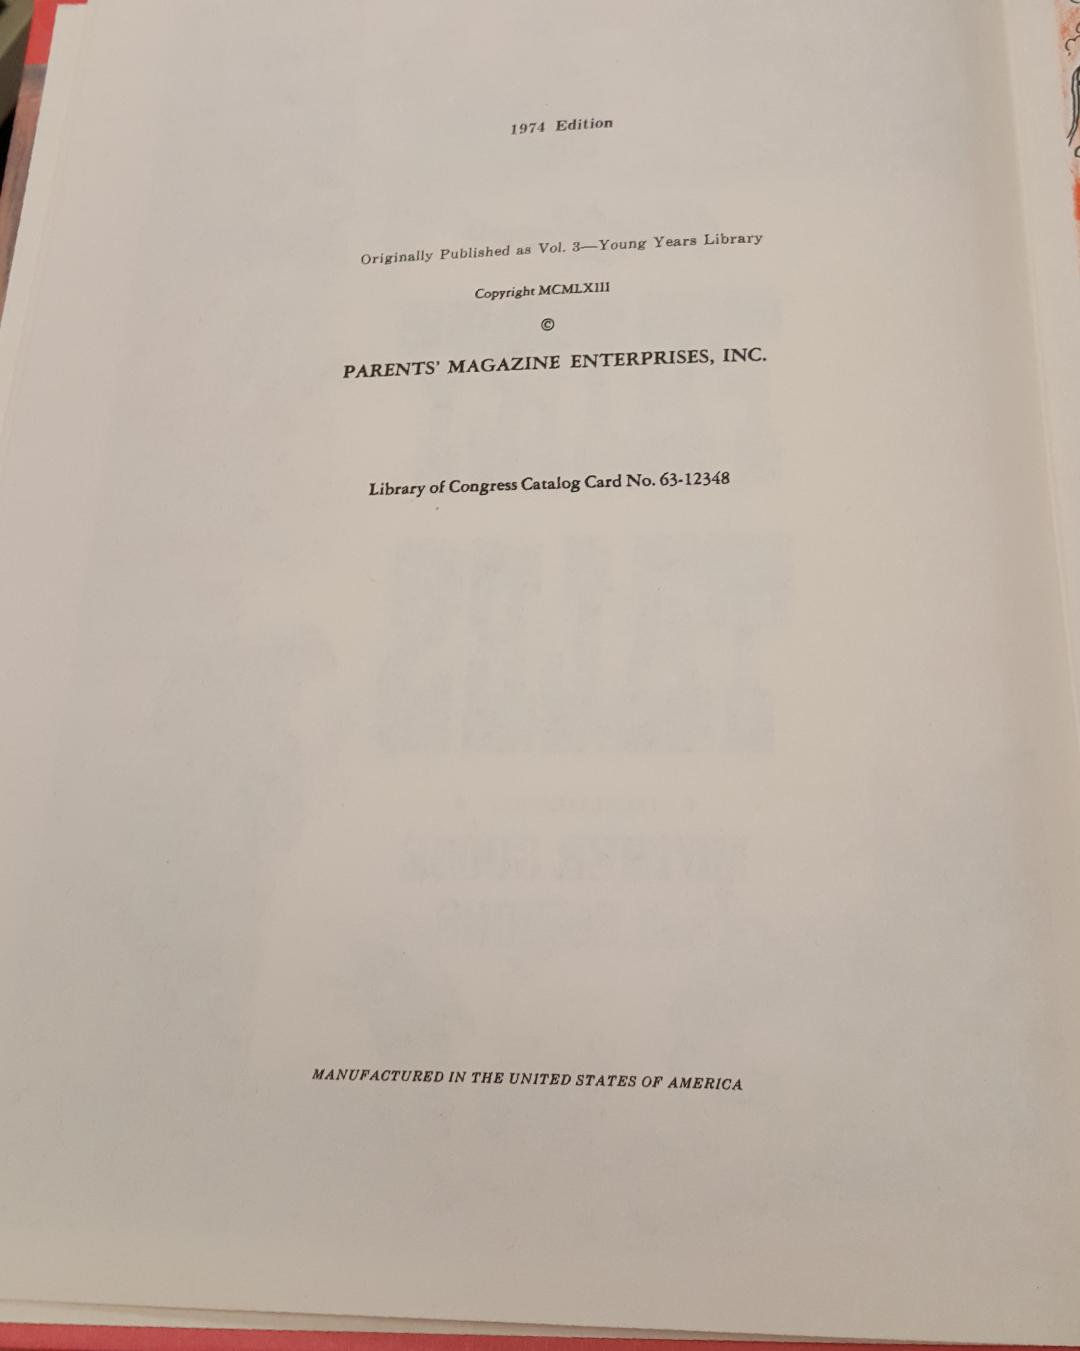 1974 Edition
Originally Published as Vol. 3—Young Years Library
Copyright MCMLXIII
©
PARENTS' MAGAZINE ENTERPRISES, INC.
Library of Congress Catalog Card No. 63-12348
MANUFACTURED IN THE UNITED STATES OF AMERICA